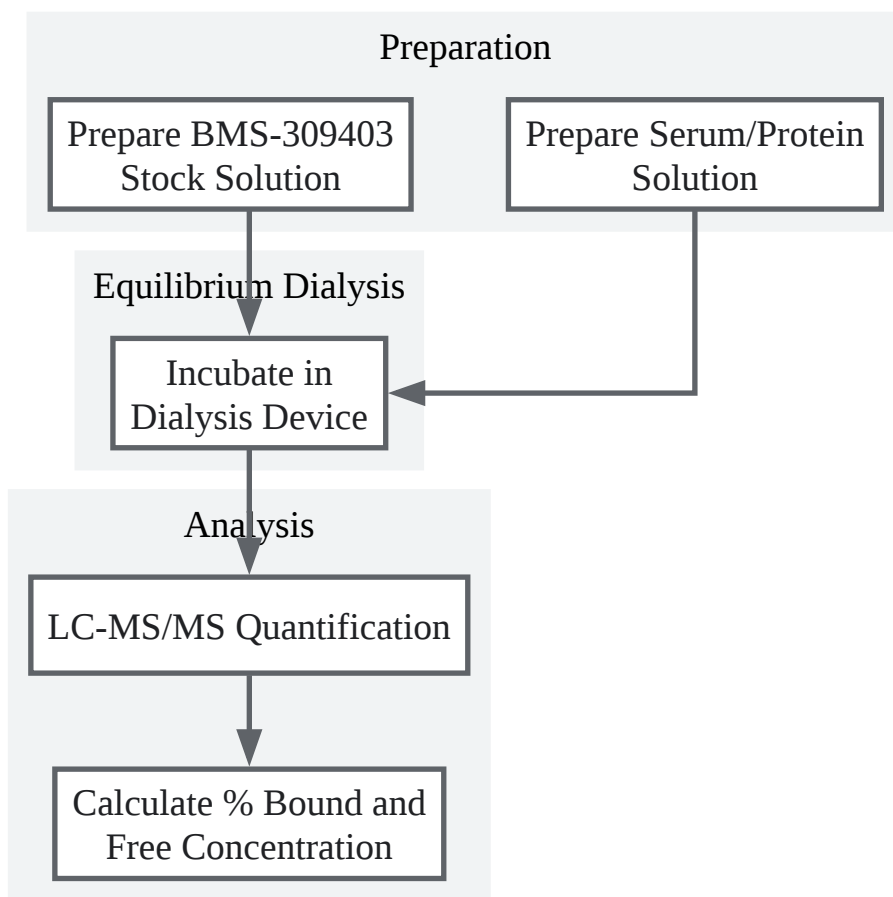 Preparation
Prepare BMS-309403
Stock Solution
Prepare Serum/Protein
Solution
Equilibrium Dialysis
Incubate in
Dialysis Device
Analysis
LC-MS/MS Quantification
Calculate % Bound and
Free Concentration